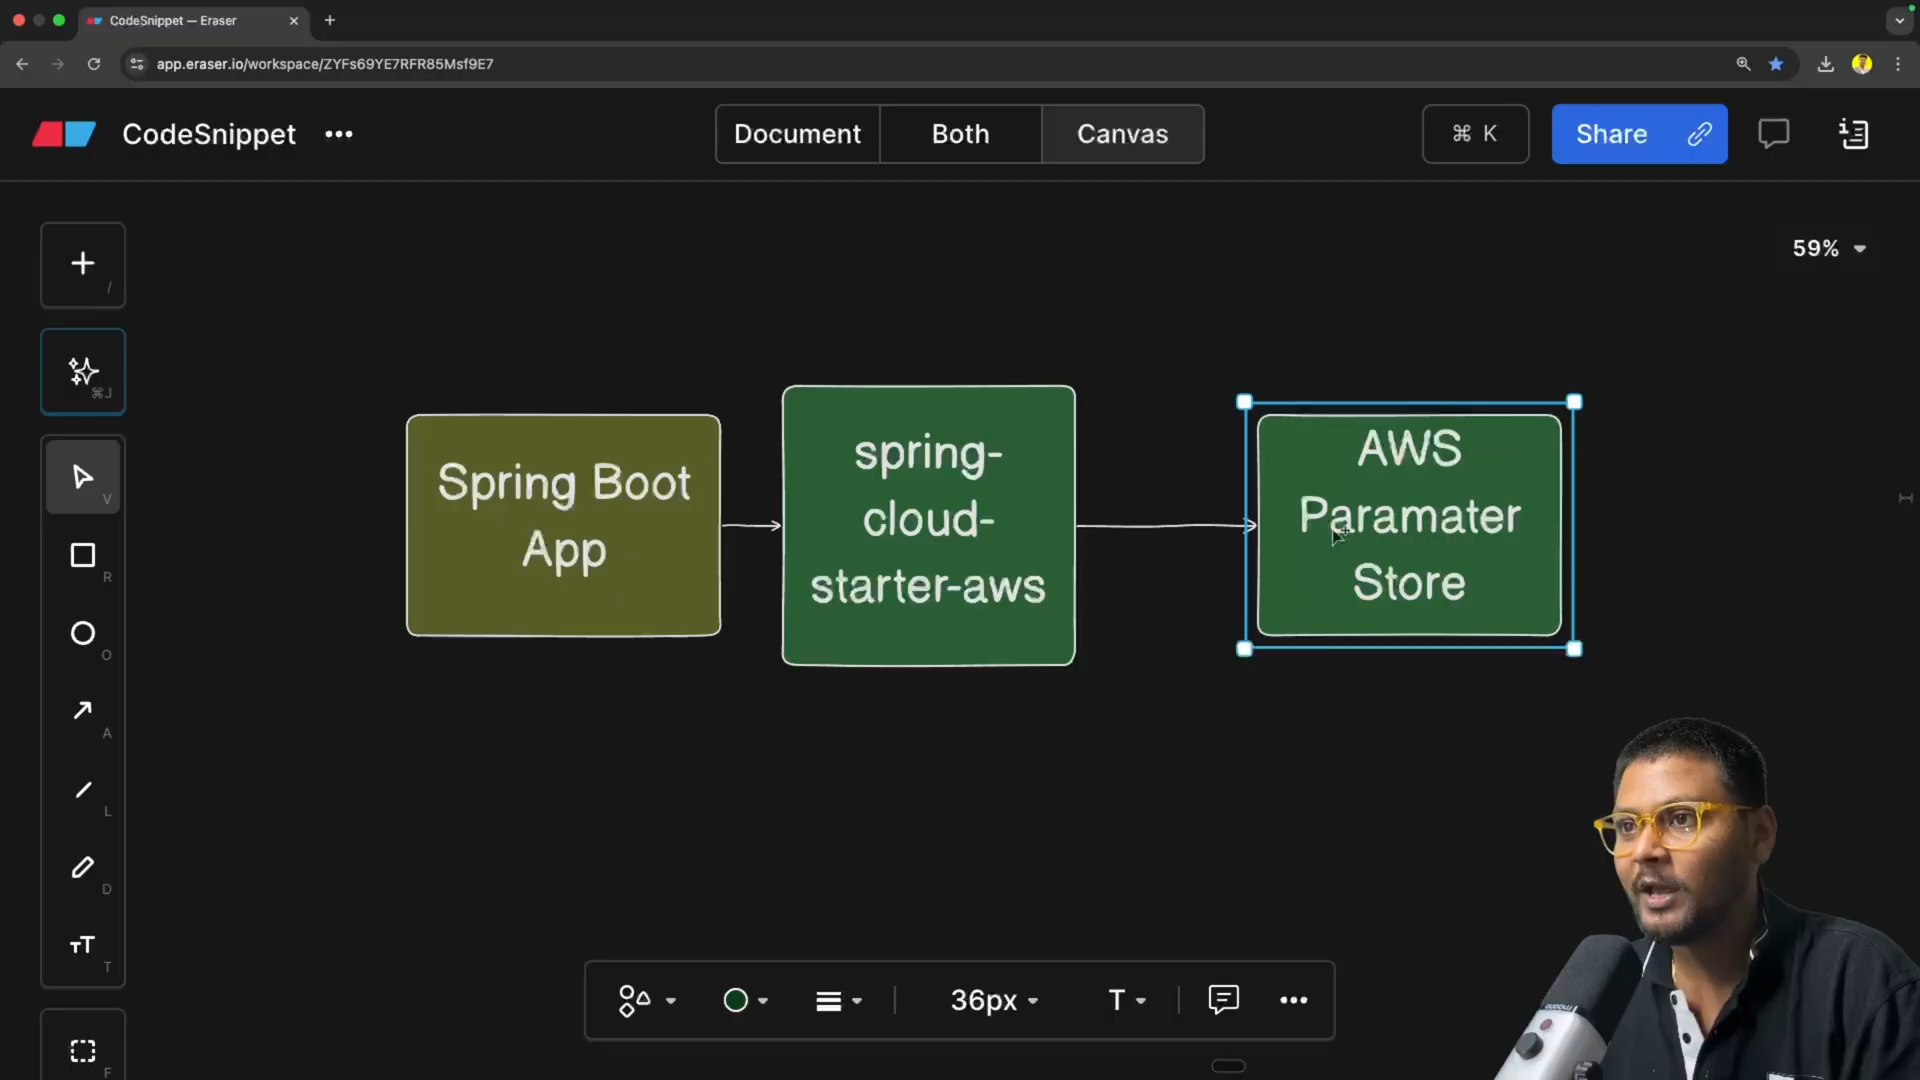 CodeSnippet — Eraser
app.eraser.io/workspace/ZYFs69YE7RFR85Msf9E7
CodeSnippet
Document
Both
Canvas
⌘ K
Share
59%
/
⌘J
V
R
O
A
L
D
T
F
Spring Boot
App
spring-
cloud-
starter-aws
AWS
Paramater
Store
36px
T